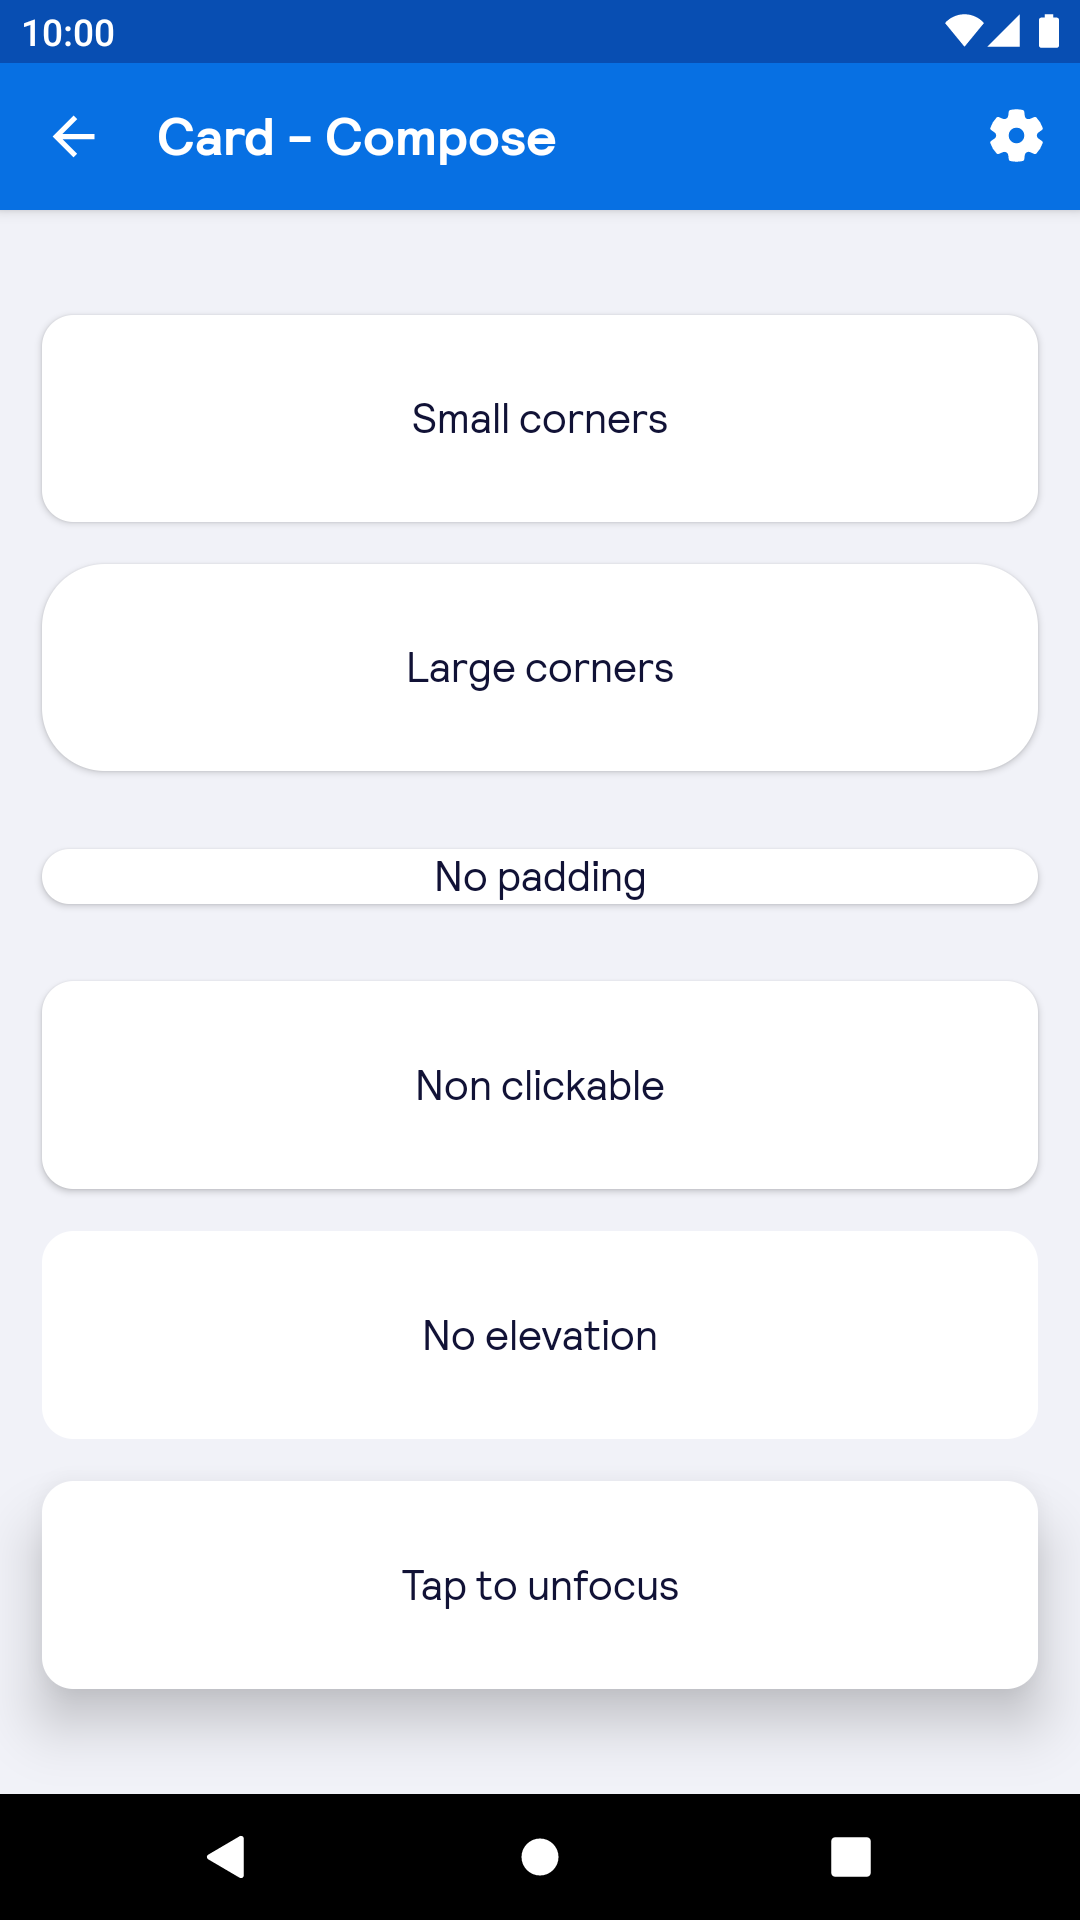 10:00
Card - Compose
Small corners
Large corners
No padding
Non clickable
No elevation
Tap to unfocus